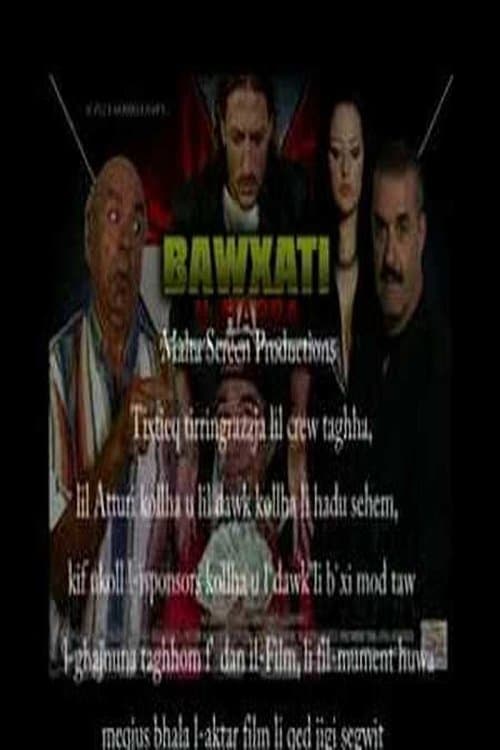 BAWXATI
Malta Screen Productions
Tixtieq tirringrazzja lil crew taghha,
lil Atturi kollha u lil dawk kollha li hadu sehem,
kif ukoll l-isponsors kollha u l'dawk li b'xi mod taw
l-ghajnuna taghhom f' dan il-Film, li fil-mument huwa
meqjus bhala l-aktar film li qed jigi segwit